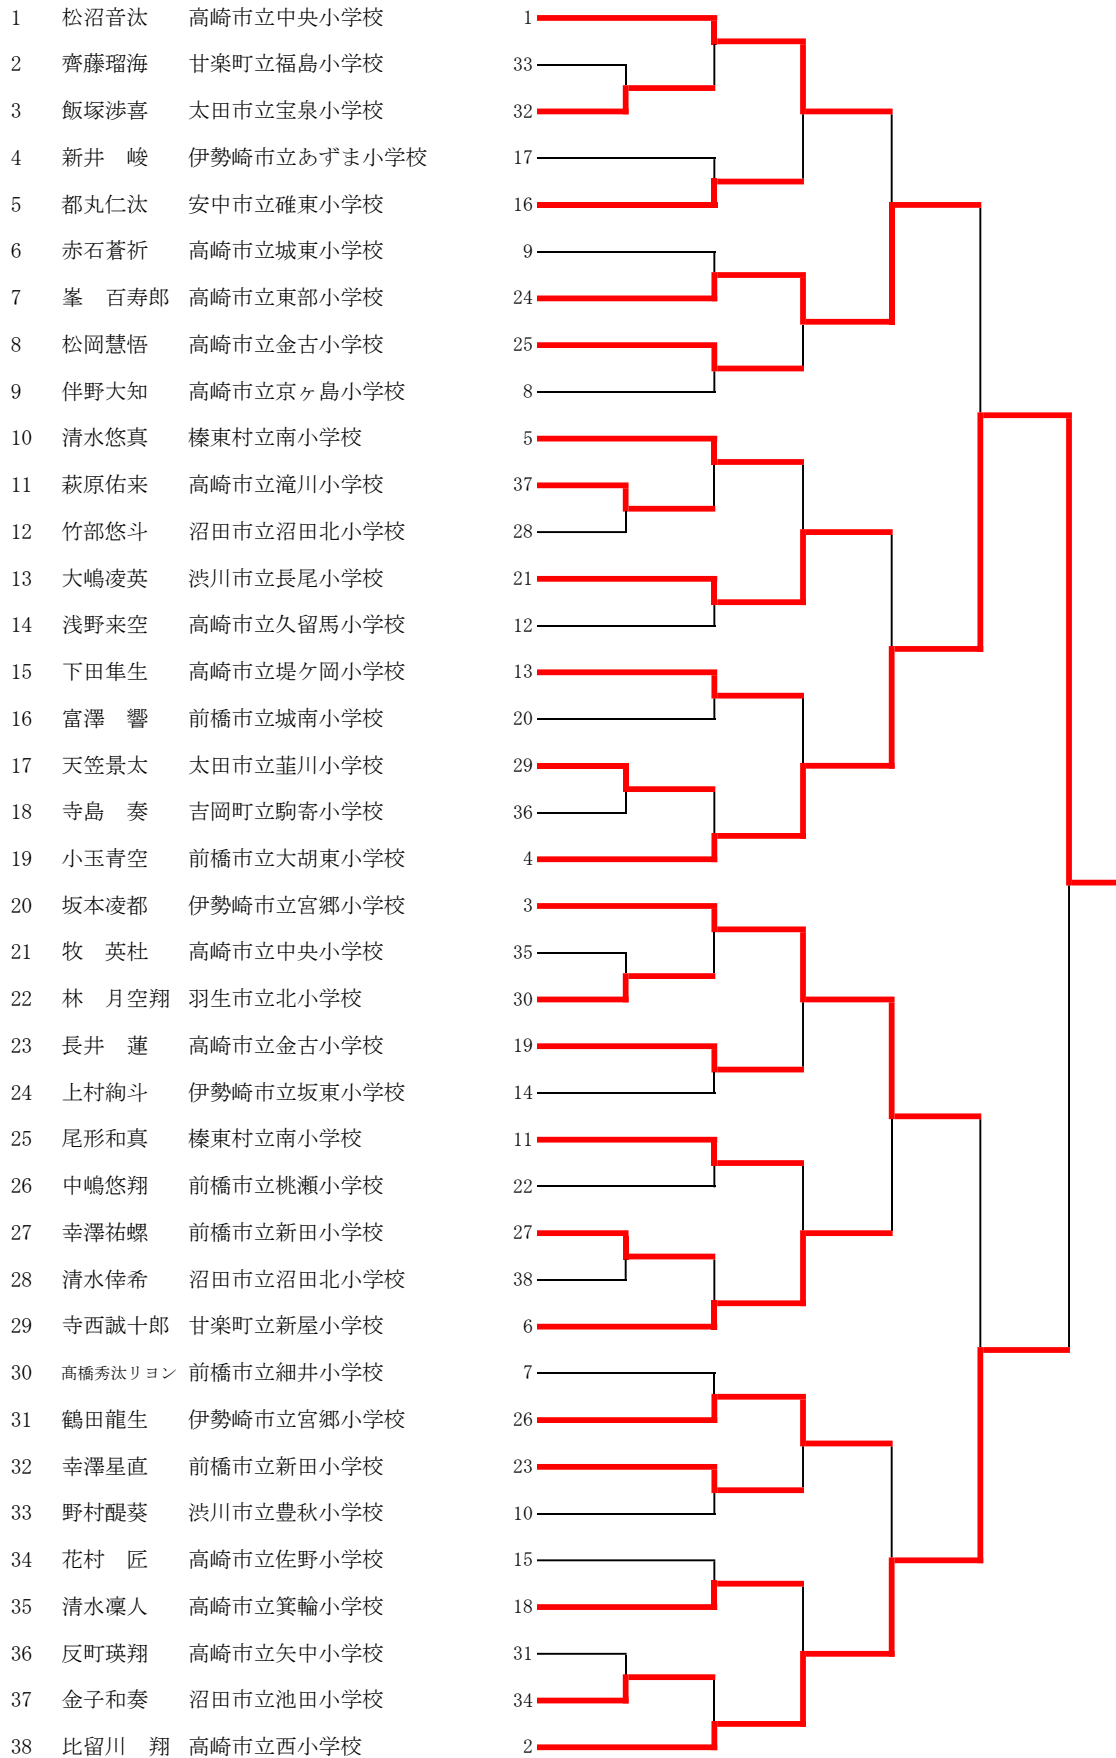 1 松沼音汰 高崎市立中央小学校 1
2 齊藤瑠海 甘楽町立福島小学校 33
3 飯塚渉喜 太田市立宝泉小学校 32
4 新井 峻 伊勢崎市立あずま小学校 17
5 都丸仁汰 安中市立碓東小学校 16
6 赤石蒼祈 高崎市立城東小学校 9
7 峯 百寿郎 高崎市立東部小学校 24
8 松岡慧悟 高崎市立金古小学校 25
9 伴野大知 高崎市立京ヶ島小学校 8
10 清水悠真 榛東村立南小学校 5
11 萩原佑来 高崎市立滝川小学校 37
12 竹部悠斗 沼田市立沼田北小学校 28
13 大嶋凌英 渋川市立長尾小学校 21
14 浅野来空 高崎市立久留馬小学校 12
15 下田隼生 高崎市立堤ケ岡小学校 13
16 富澤 響 前橋市立城南小学校 20
17 天笠景太 太田市立韮川小学校 29
18 寺島 奏 吉岡町立駒寄小学校 36
19 小玉青空 前橋市立大胡東小学校 4
20 坂本凌都 伊勢崎市立宮郷小学校 3
21 牧 英杜 高崎市立中央小学校 35
22 林 月空翔 羽生市立北小学校 30
23 長井 蓮 高崎市立金古小学校 19
24 上村絢斗 伊勢崎市立坂東小学校 14
25 尾形和真 榛東村立南小学校 11
26 中嶋悠翔 前橋市立桃瀬小学校 22
27 幸澤祐螺 前橋市立新田小学校 27
28 清水倖希 沼田市立沼田北小学校 38
29 寺西誠十郎 甘楽町立新屋小学校 6
30 髙橋秀汰リヨン 前橋市立細井小学校 7
31 鶴田龍生 伊勢崎市立宮郷小学校 26
32 幸澤星直 前橋市立新田小学校 23
33 野村醍葵 渋川市立豊秋小学校 10
34 花村 匠 高崎市立佐野小学校 15
35 清水凜人 高崎市立箕輪小学校 18
36 反町瑛翔 高崎市立矢中小学校 31
37 金子和奏 沼田市立池田小学校 34
38 比留川 翔 高崎市立西小学校 2